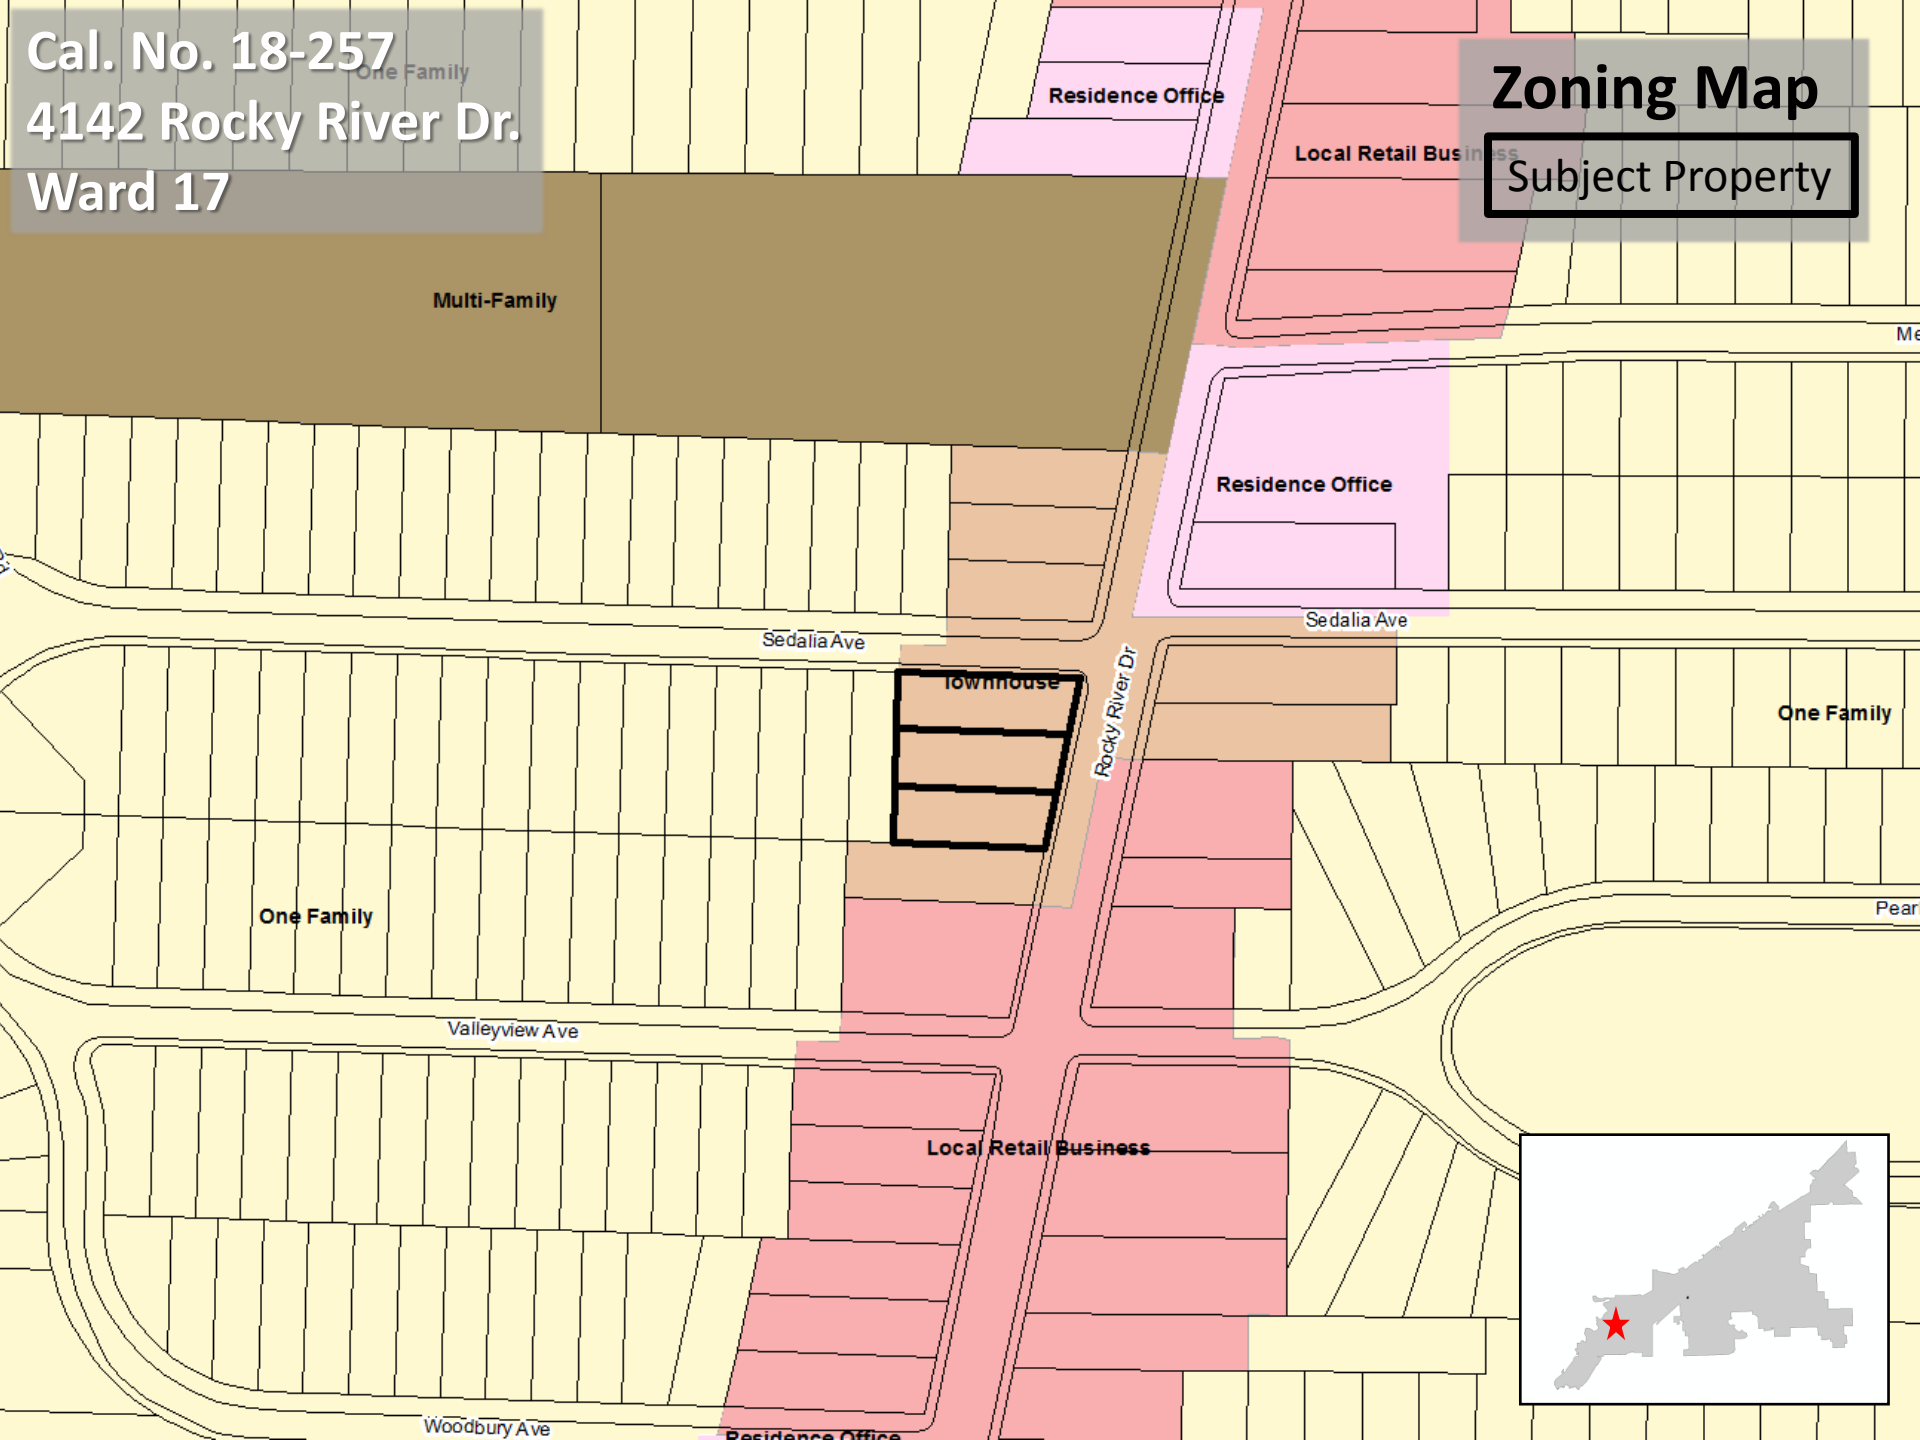 Cal. No. 18-257
One Family
4142 Rocky River Dr.
Ward 17
Residence Office
Zoning Map
Local Retail Business
Subject Property
Multi-Family
Me
Residence Office
Sedalia Ave
Sedalia Ave
Townhouse
Rocky River Dr
One Family
One Family
Pearl
Valleyview Ave
Local Retail Business
Woodbury Ave
Residence Office